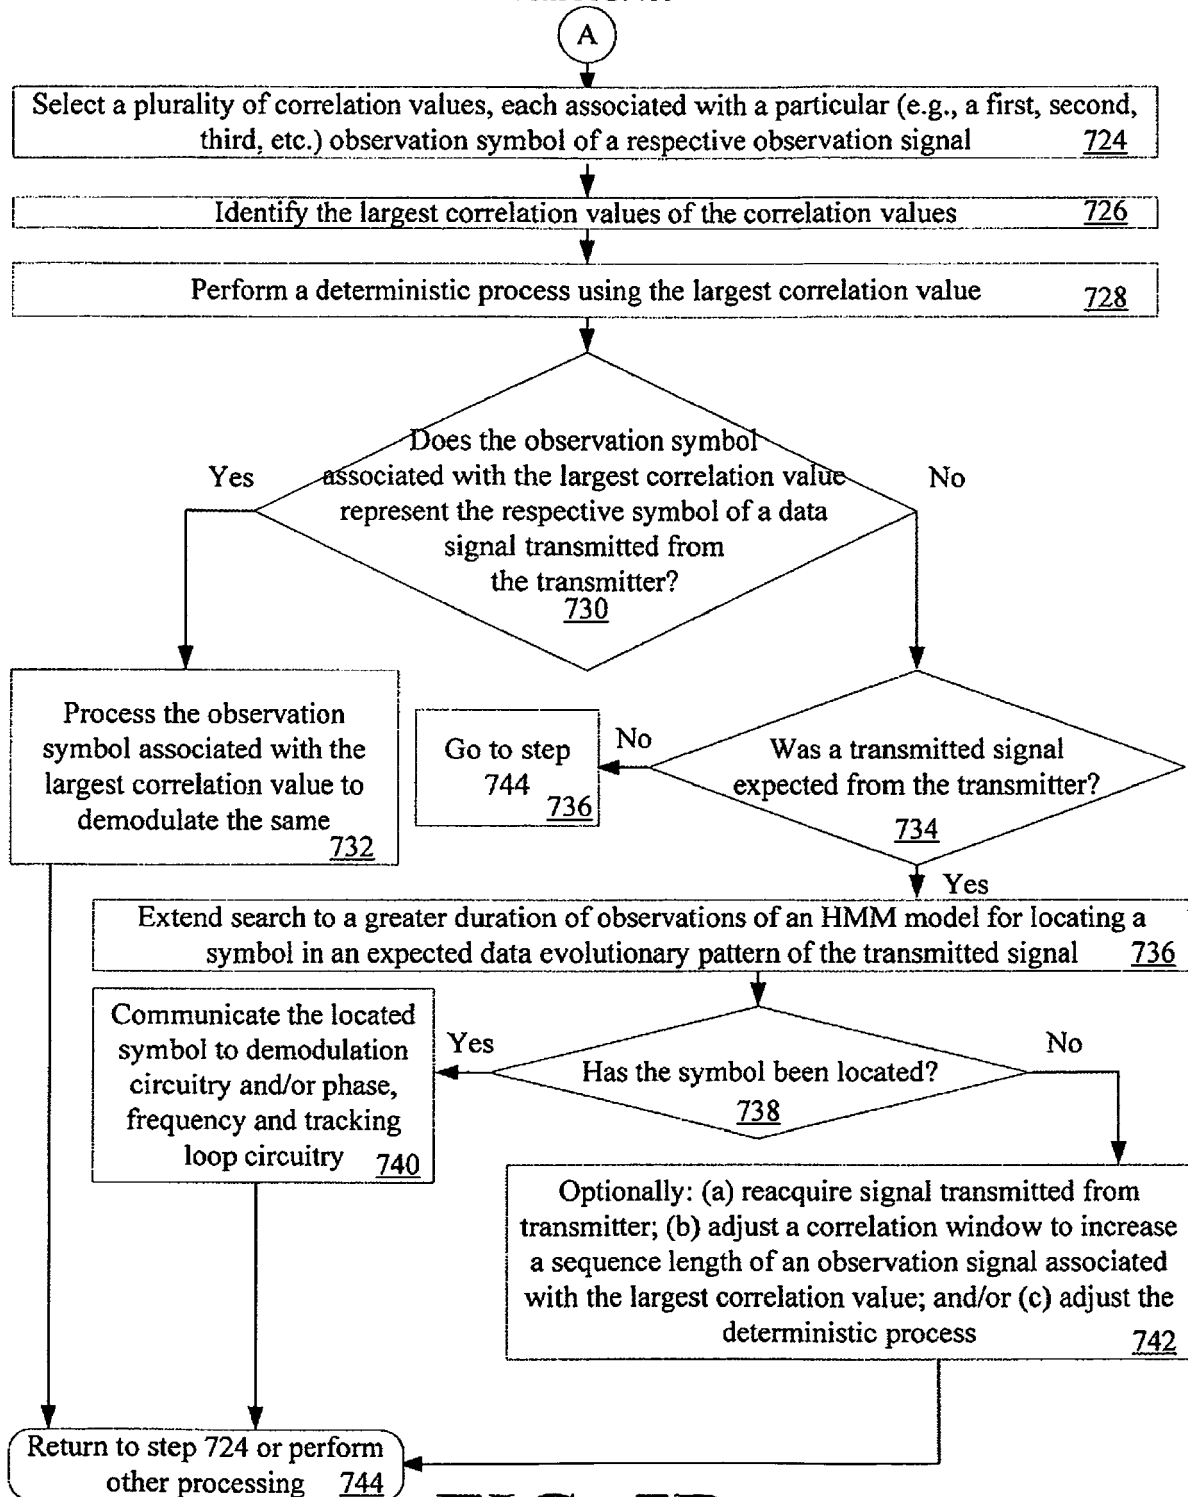 A
Select a plurality of correlation values, each associated with a particular (e.g., a first, second,
third, etc.) observation symbol of a respective observation signal 724
Identify the largest correlation values of the correlation values 726
Perform a deterministic process using the largest correlation value 728
Does the observation symbol
associated with the largest correlation value
represent the respective symbol of a data
signal transmitted from
the transmitter?
730
Yes
No
Process the observation
symbol associated with the
largest correlation value to
demodulate the same
732
Go to step
744
736
No
Was a transmitted signal
expected from the transmitter?
734
Yes
Extend search to a greater duration of observations of an HMM model for locating a
symbol in an expected data evolutionary pattern of the transmitted signal 736
Communicate the located
symbol to demodulation
circuitry and/or phase,
frequency and tracking
loop circuitry 740
Yes
Has the symbol been located?
738
No
Optionally: (a) reacquire signal transmitted from
transmitter; (b) adjust a correlation window to increase
a sequence length of an observation signal associated
with the largest correlation value; and/or (c) adjust the
deterministic process 742
Return to step 724 or perform
other processing 744